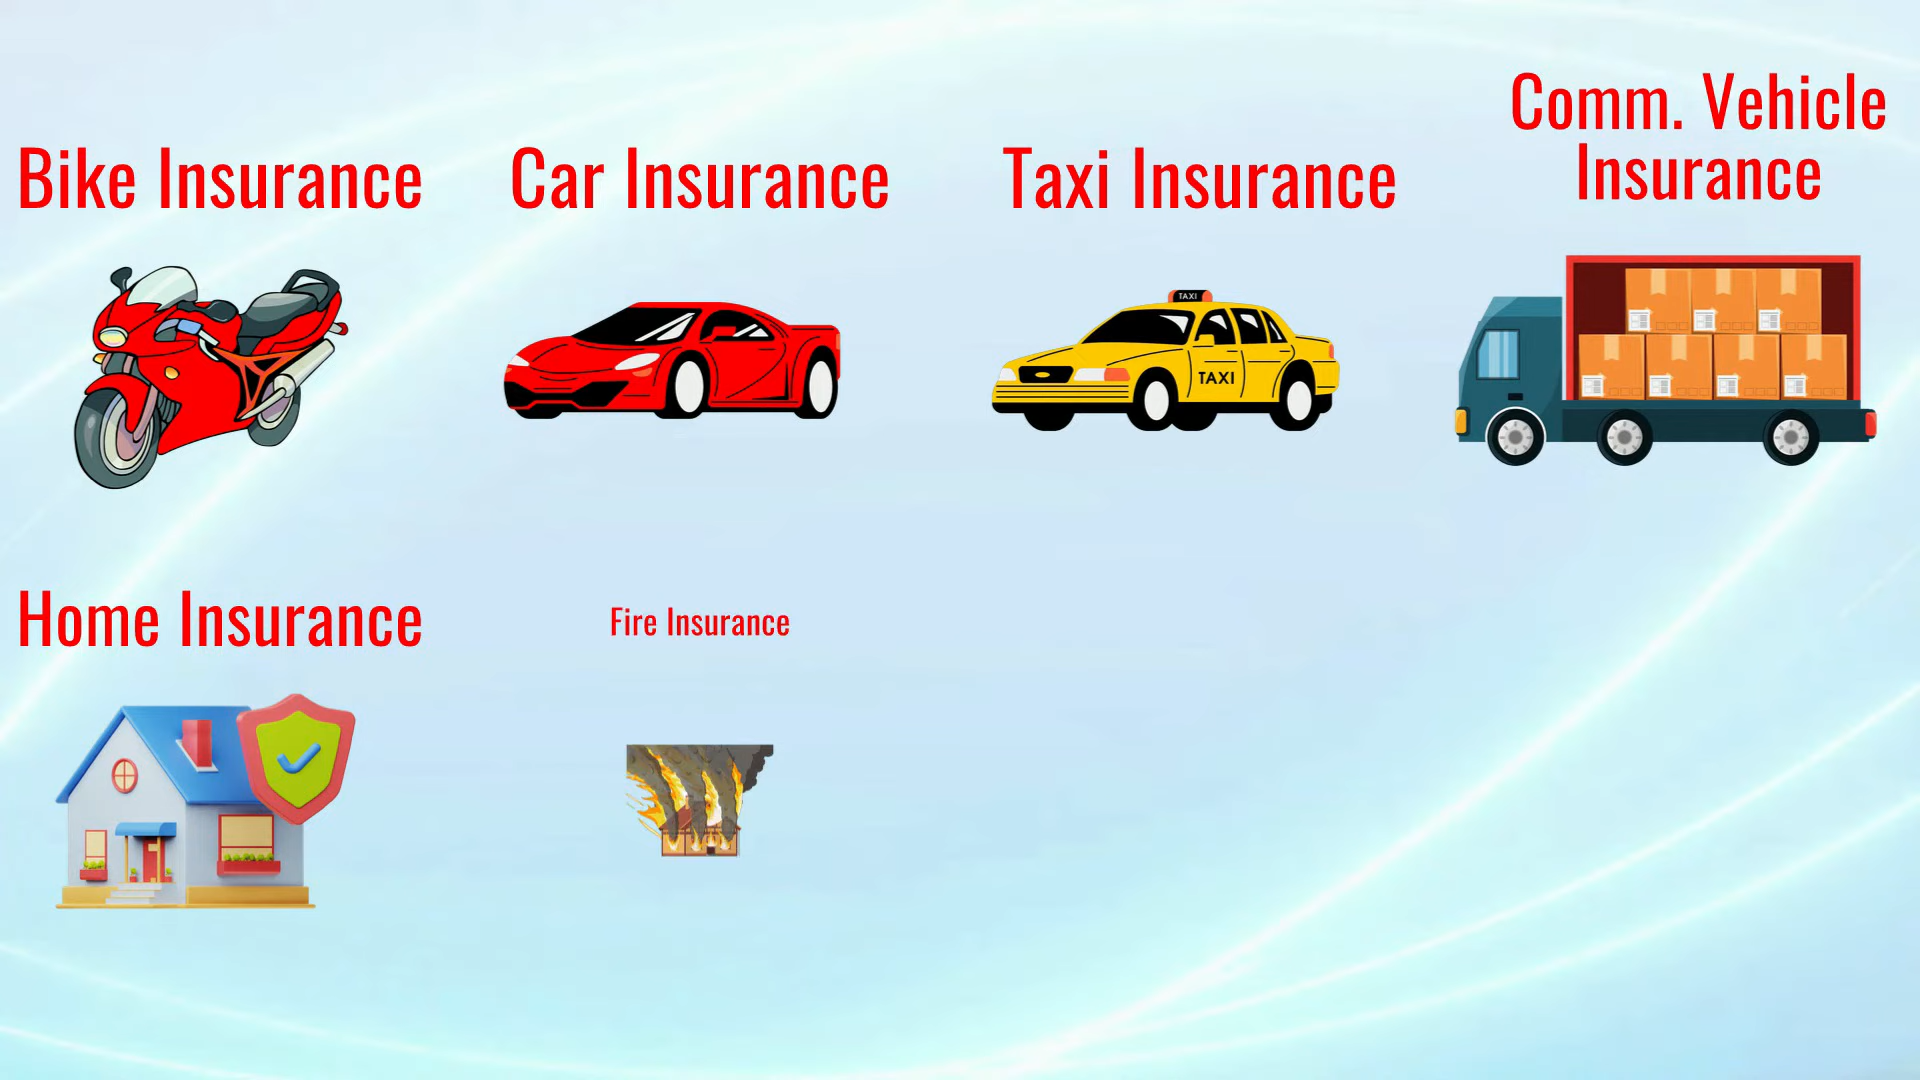 Comm. Vehicle
Insurance
Bike Insurance
Car Insurance
Taxi Insurance
TAXI
TAXI
Home Insurance
Fire Insurance